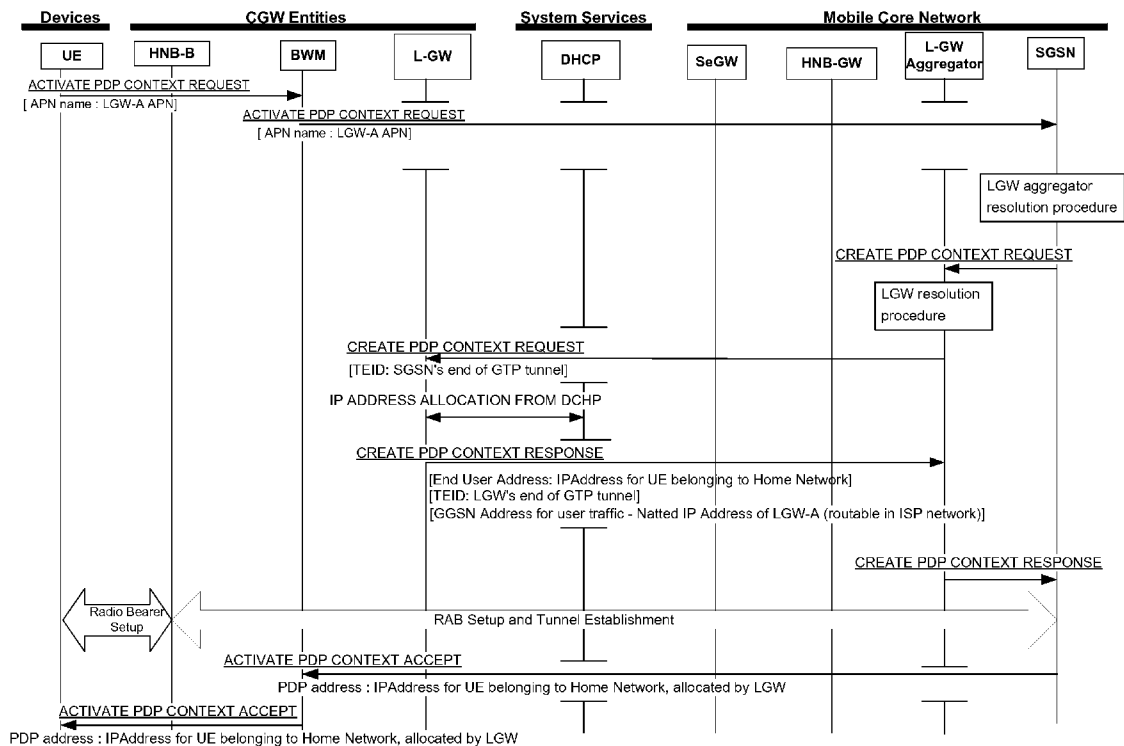 Devices CGW Entities System Services Mobile Core Network
UE HNB-B BWM L-GW DHCP SeGW HNB-GW L-GW Aggregator SGSN
ACTIVATE PDP CONTEXT REQUEST
[ APN name : LGW-A APN]
ACTIVATE PDP CONTEXT REQUEST
[ APN name : LGW-A APN]
LGW aggregator
resolution procedure
CREATE PDP CONTEXT REQUEST
LGW resolution
procedure
CREATE PDP CONTEXT REQUEST
[TEID: SGSN's end of GTP tunnel]
IP ADDRESS ALLOCATION FROM DCHP
CREATE PDP CONTEXT RESPONSE
[End User Address: IPAddress for UE belonging to Home Network]
[TEID: LGW's end of GTP tunnel]
[GGSN Address for user traffic - Natted IP Address of LGW-A (routable in ISP network)]
CREATE PDP CONTEXT RESPONSE
Radio Bearer
Setup
RAB Setup and Tunnel Establishment
ACTIVATE PDP CONTEXT ACCEPT
PDP address : IPAddress for UE belonging to Home Network, allocated by LGW
ACTIVATE PDP CONTEXT ACCEPT
PDP address : IPAddress for UE belonging to Home Network, allocated by LGW